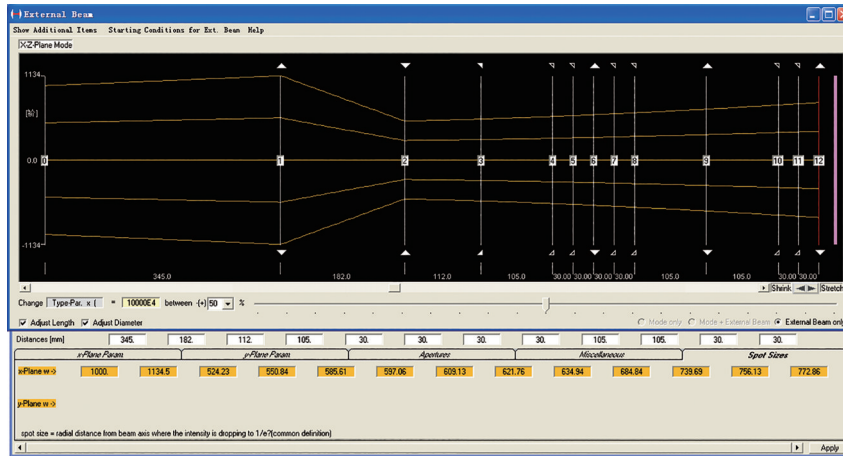 External Beam
Show Additional Items Starting Conditions for Ext. Beam Help
X-Z-Plane Mode
1134
0.0
-1134
0 1 2 3 4 5 6 7 8 9 10 11 12
345.0 182.0 112.0 105.0 30.00 30.00 30.00 30.00 105.0 105.0 30.00 30.00
Shrink Stretch
Change Type-Par. x ( = 10000E4 between -(+) 50 %
Adjust Length Adjust Diameter Mode only Mode + External Beam External Beam only
Distances [mm] 345. 182. 112. 105. 30. 30. 30. 30. 105. 105. 30. 30.
x-Plane Param y-Plane Param Apertures Miscellaneous Spot Sizes
x-Plane w -> 1000. 1134.5 524.23 550.84 585.61 597.06 609.13 621.76 634.94 684.84 739.69 756.13 772.86
y-Plane w ->
spot size = radial distance from beam axis where the intensity is dropping to 1/e?(common definition)
Apply